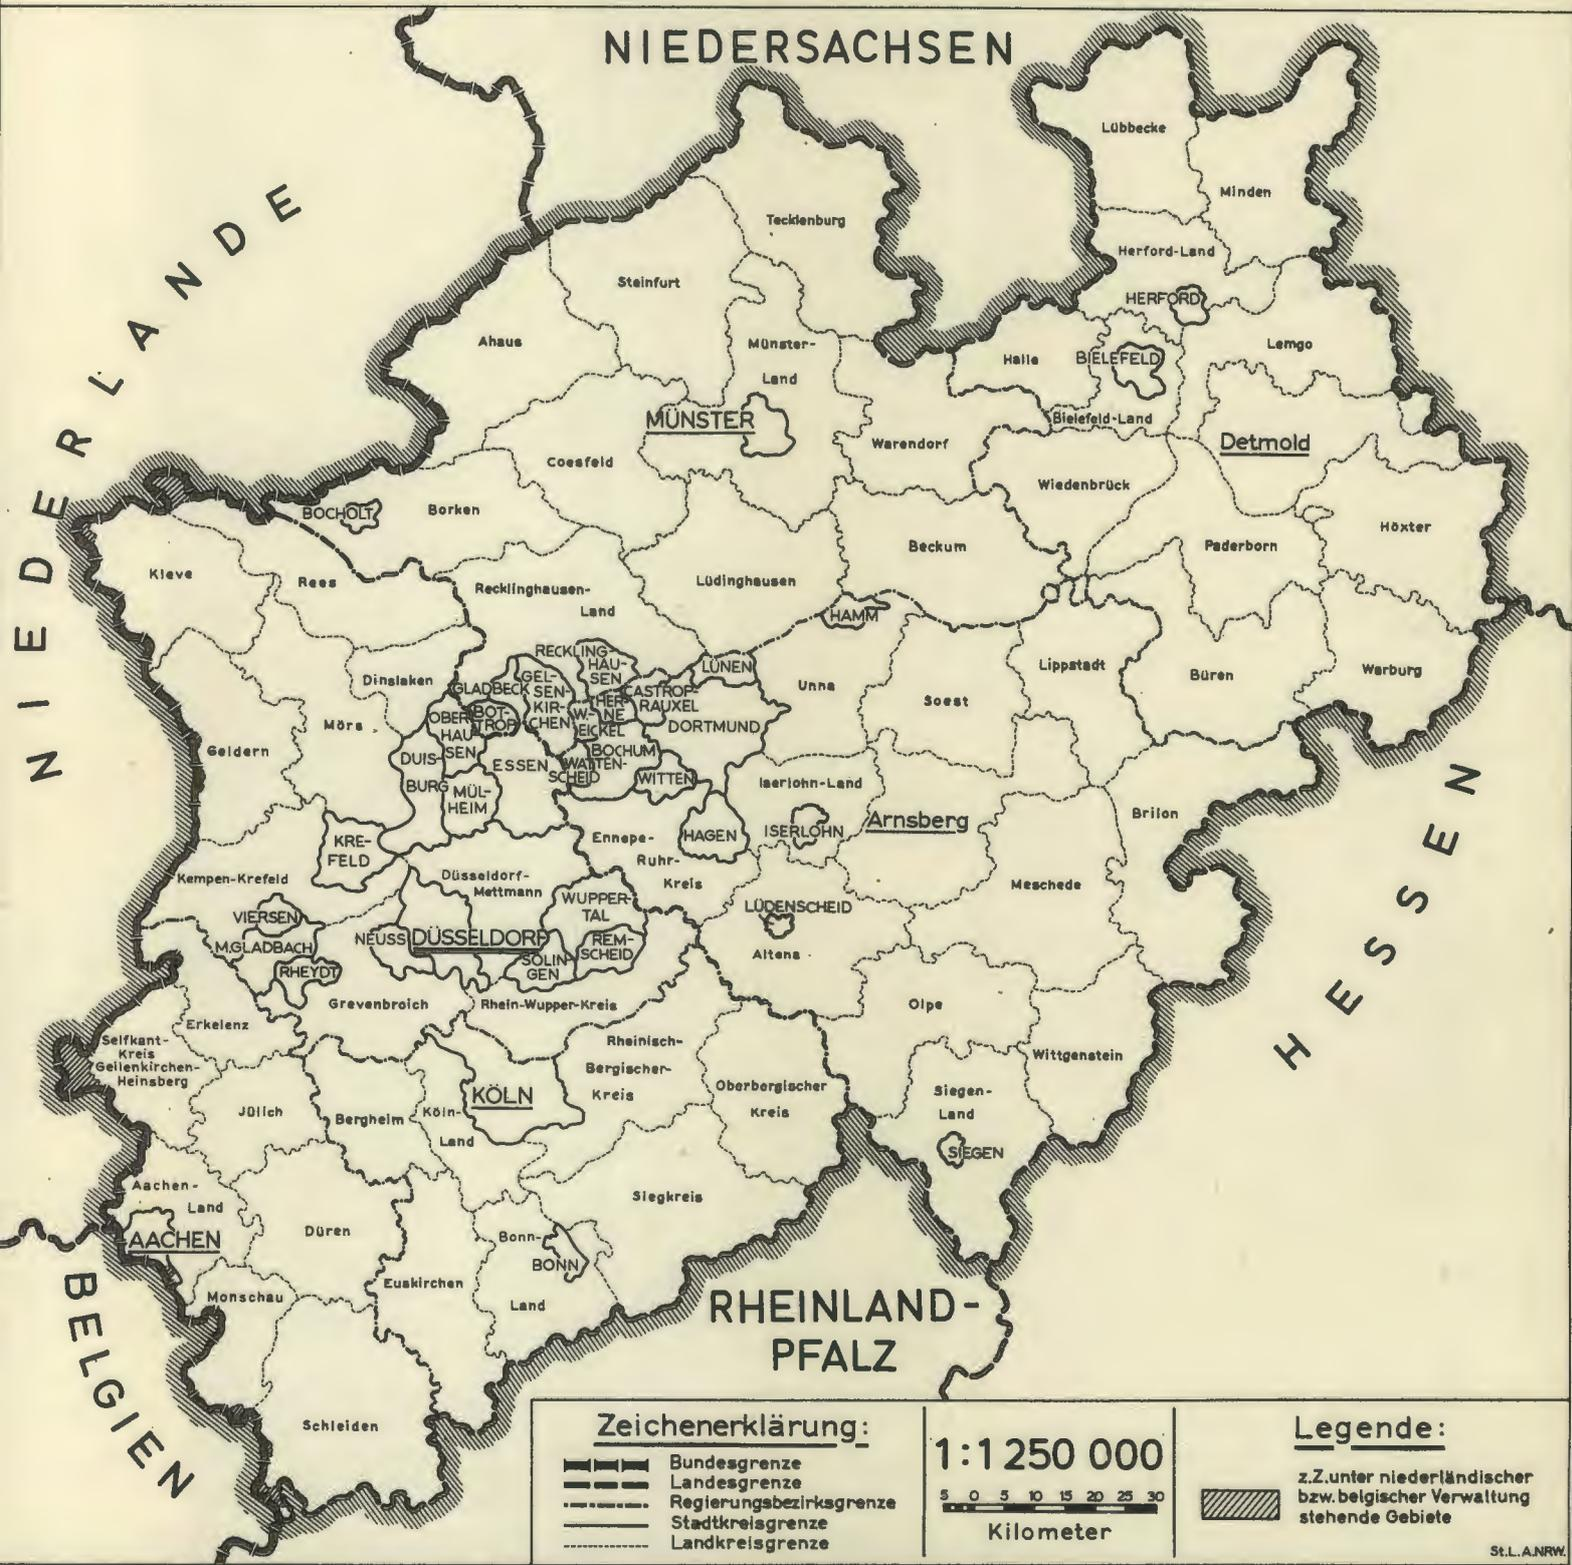 NIEDERSACHSEN
NIEDERLANDE
BELGIEN
RHEINLAND-
PFALZ
HESSEN
Lübbecke
Minden
Tecklenburg
Herford-Land
HERFORD
Steinfurt
Ahaus
Münster-
Land
MÜNSTER
Halle
BIELEFELD
Bielefeld-Land
Lemgo
Detmold
Coesfeld
Warendorf
Wiedenbrück
BOCHOLT
Borken
Höxter
Paderborn
Beckum
Kleve
Rees
Recklinghausen-
Land
Lüdinghausen
HAMM
RECKLING-
HAU-
SEN
LÜNEN
Lippstadt
Büren
Warburg
Dinslaken
GLADBECK
GEL-
SEN-
KIR-
CHEN
HER-
NE
CASTROP-
RAUXEL
Unna
Soest
Mörs
OBER
HAU-
SEN
BOT-
TROP
W.-
EICKEL
DORTMUND
Geldern
DUIS-
BURG
ESSEN
BOCHUM
WATTEN-
SCHEID
WITTEN
MÜL-
HEIM
Iserlohn-Land
ISERLOHN
Arnsberg
Brilon
KRE-
FELD
Ennepe-
Ruhr-
Kreis
HAGEN
Kempen-Krefeld
Düsseldorf-
Mettmann
WUPPER-
TAL
Meschede
VIERSEN
LÜDENSCHEID
M.GLADBACH
NEUSS
DÜSSELDORF
REM-
SCHEID
SOLIN-
GEN
Altena
RHEYDT
Grevenbroich
Rhein-Wupper-Kreis
Olpe
Erkelenz
Selfkant-
Kreis
Geilenkirchen-
Heinsberg
Rheinisch-
Bergischer-
Kreis
Oberbergischer
Kreis
Wittgenstein
Jülich
Bergheim
Köln-
Land
KÖLN
Siegen-
Land
SIEGEN
Aachen-
Land
AACHEN
Düren
Siegkreis
Bonn-
Land
BONN
Monschau
Euskirchen
Schleiden
Zeichenerklärung:
Bundesgrenze
Landesgrenze
Regierungsbezirksgrenze
Stadtkreisgrenze
Landkreisgrenze
1:1 250 000
5 0 5 10 15 20 25 30
Kilometer
Legende:
z.Z.unter niederländischer
bzw.belgischer Verwaltung
stehende Gebiete
St.L.A.NRW.